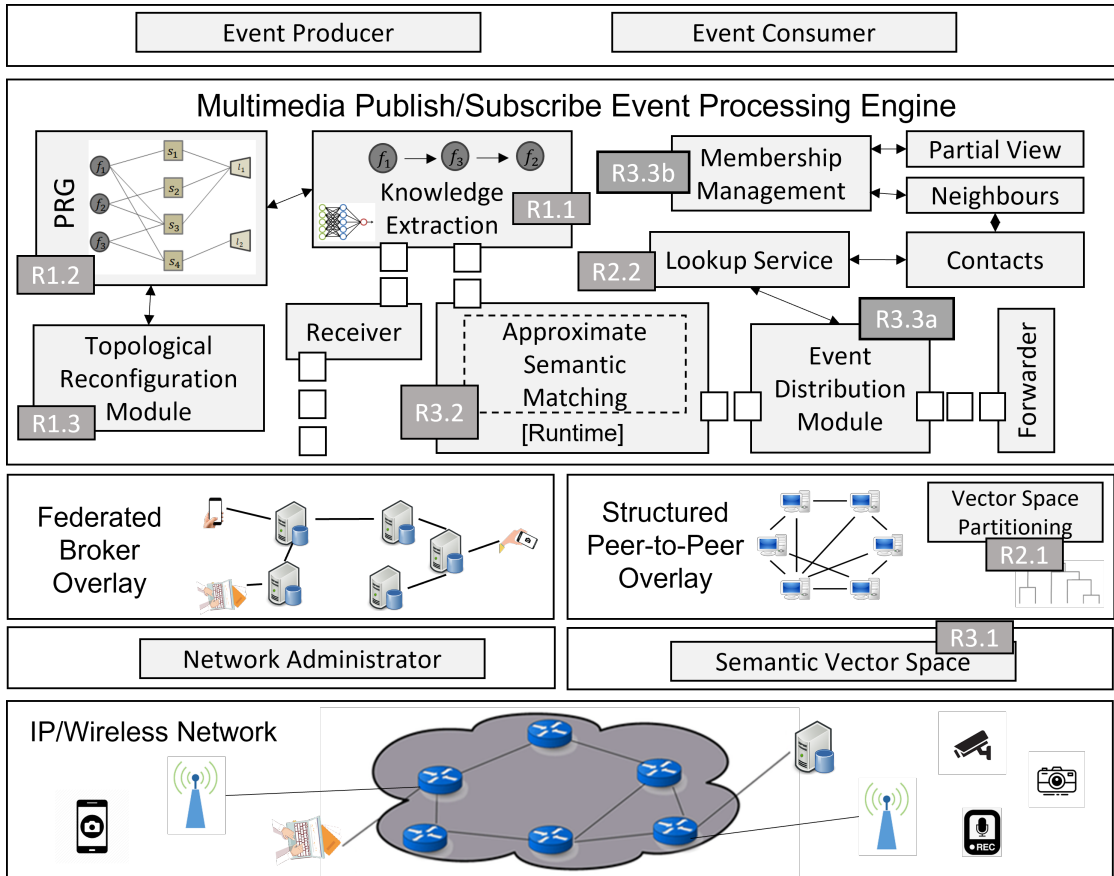 Event Producer
Event Consumer
Multimedia Publish/Subscribe Event Processing Engine
PRG
f1
f2
f3
s1
s2
s3
s4
l1
l2
R1.2
f1
f3
f2
Knowledge
Extraction
R1.1
R3.3b
Membership
Management
Partial View
Neighbours
Contacts
R2.2
Lookup Service
Topological
Reconfiguration
Module
R1.3
Receiver
Approximate
Semantic
Matching
[Runtime]
R3.2
R3.3a
Event
Distribution
Module
Forwarder
Federated
Broker
Overlay
Structured
Peer-to-Peer
Overlay
Vector Space
Partitioning
R2.1
Network Administrator
R3.1
Semantic Vector Space
IP/Wireless Network
REC